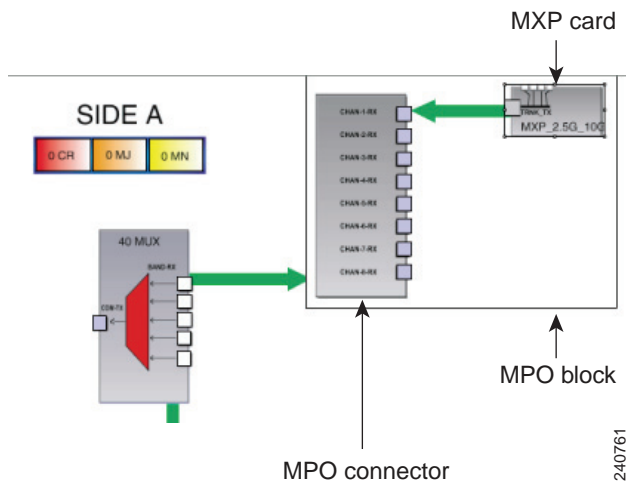 MXP card
SIDE A
0 CR 0 MJ 0 MN
CHAN-1-RX
CHAN-2-RX
CHAN-3-RX
CHAN-4-RX
CHAN-5-RX
CHAN-6-RX
CHAN-7-RX
CHAN-8-RX
TRNK_TX
MXP_2.5G_10G
40 MUX
BAND-RX
COM-TX
MPO block
MPO connector
240761